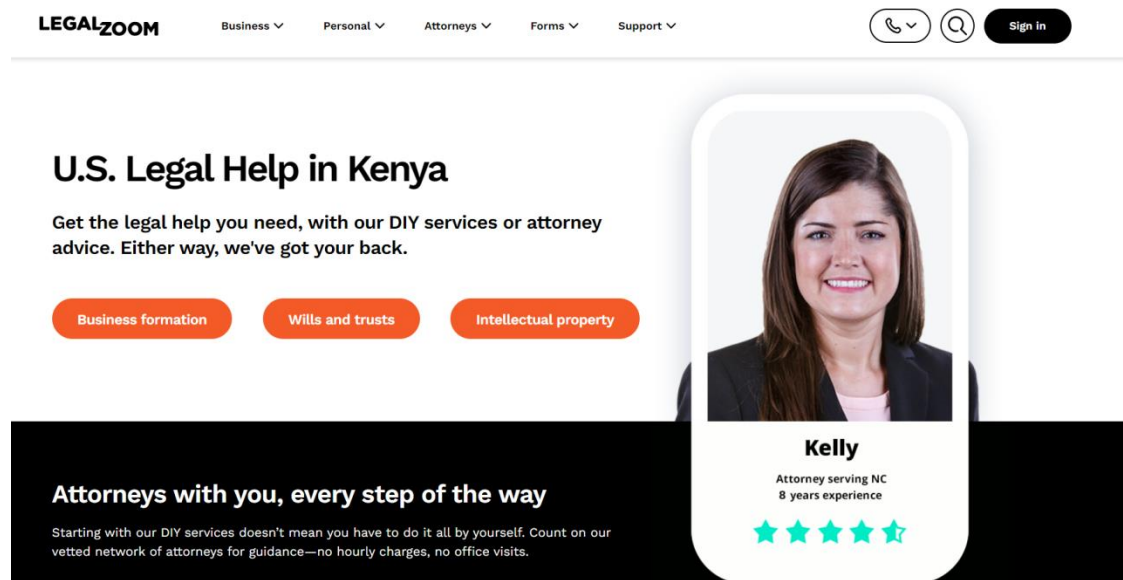 LEGALZOOM
Business
Personal
Attorneys
Forms
Support
Sign in
U.S. Legal Help in Kenya
Get the legal help you need, with our DIY services or attorney
advice. Either way, we've got your back.
Business formation
Wills and trusts
Intellectual property
Kelly
Attorney serving NC
8 years experience
Attorneys with you, every step of the way
Starting with our DIY services doesn't mean you have to do it all by yourself. Count on our
vetted network of attorneys for guidance—no hourly charges, no office visits.